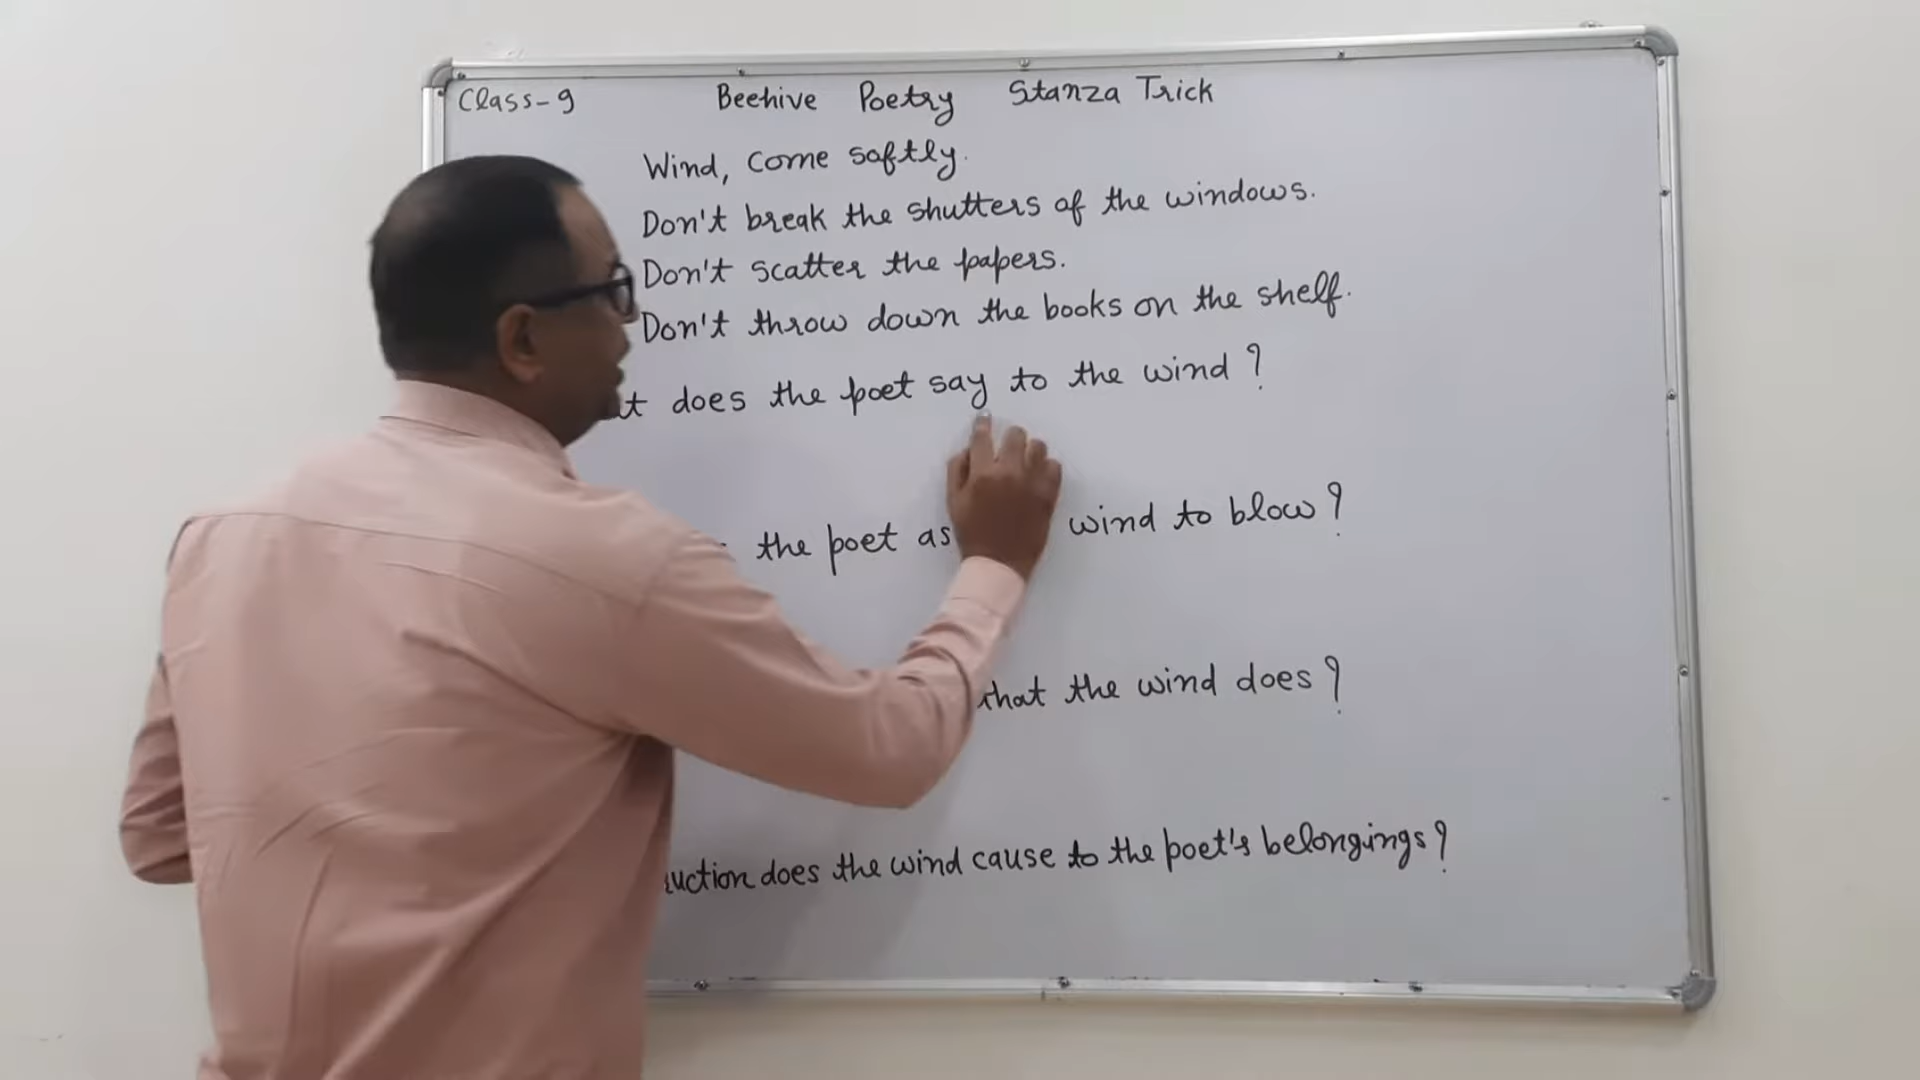 Class-9 Beehive Poetry Stanza Trick
Wind, come softly.
Don't break the shutters of the windows.
Don't scatter the papers.
Don't throw down the books on the shelf.
does the poet say to the wind?
the poet wind to blow?
that the wind does?
does the wind cause to the poet's belongings?